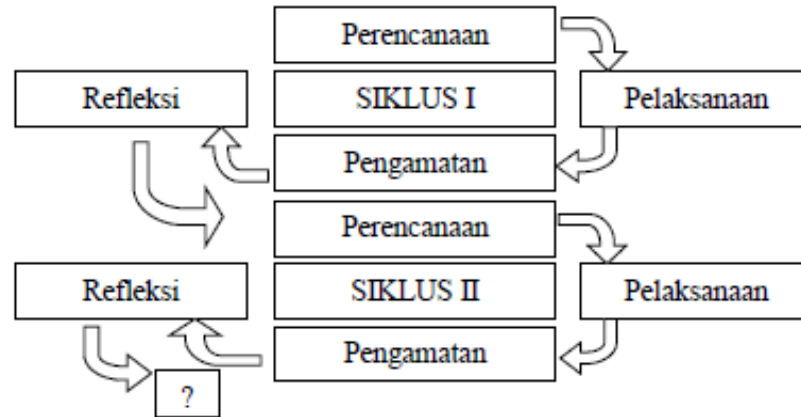 Perencanaan
Refleksi
SIKLUS I
Pelaksanaan
Pengamatan
Perencanaan
Refleksi
SIKLUS II
Pelaksanaan
Pengamatan
?